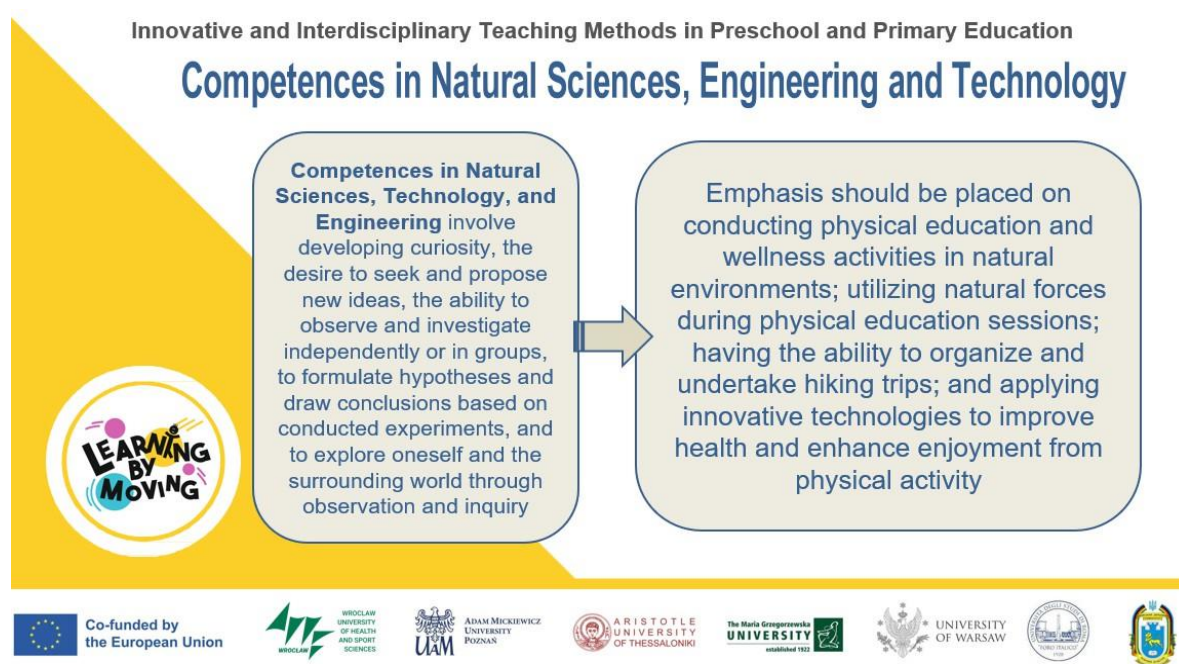 Innovative and Interdisciplinary Teaching Methods in Preschool and Primary Education
Competences in Natural Sciences, Engineering and Technology
Competences in Natural
Sciences, Technology, and
Engineering involve
developing curiosity, the
desire to seek and propose
new ideas, the ability to
observe and investigate
independently or in groups,
to formulate hypotheses and
draw conclusions based on
conducted experiments, and
to explore oneself and the
surrounding world through
observation and inquiry
Emphasis should be placed on
conducting physical education and
wellness activities in natural
environments; utilizing natural forces
during physical education sessions;
having the ability to organize and
undertake hiking trips; and applying
innovative technologies to improve
health and enhance enjoyment from
physical activity
LEARNING
BY
MOVING
Co-funded by
the European Union
WROCLAW
WROCLAW
UNIVERSITY
OF HEALTH
AND SPORT
SCIENCES
UAM
ADAM MICKIEWICZ
UNIVERSITY
POZNAŃ
ARISTOTLE
UNIVERSITY
OF THESSALONIKI
The Maria Grzegorzewska
UNIVERSITY
established 1922
UNIVERSITY
OF WARSAW
"FORO ITALICO"